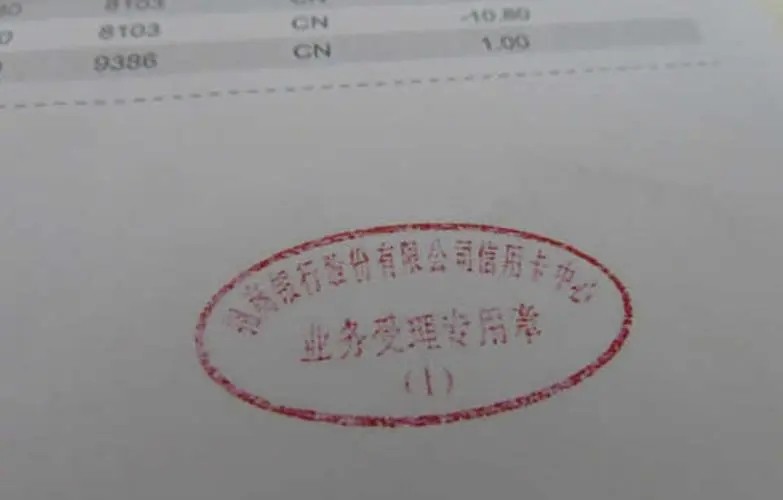 8103 CN
8103 CN -10.80
9386 CN 1.00
银行股份有限公司信用卡中心
业务受理专用章
(1)